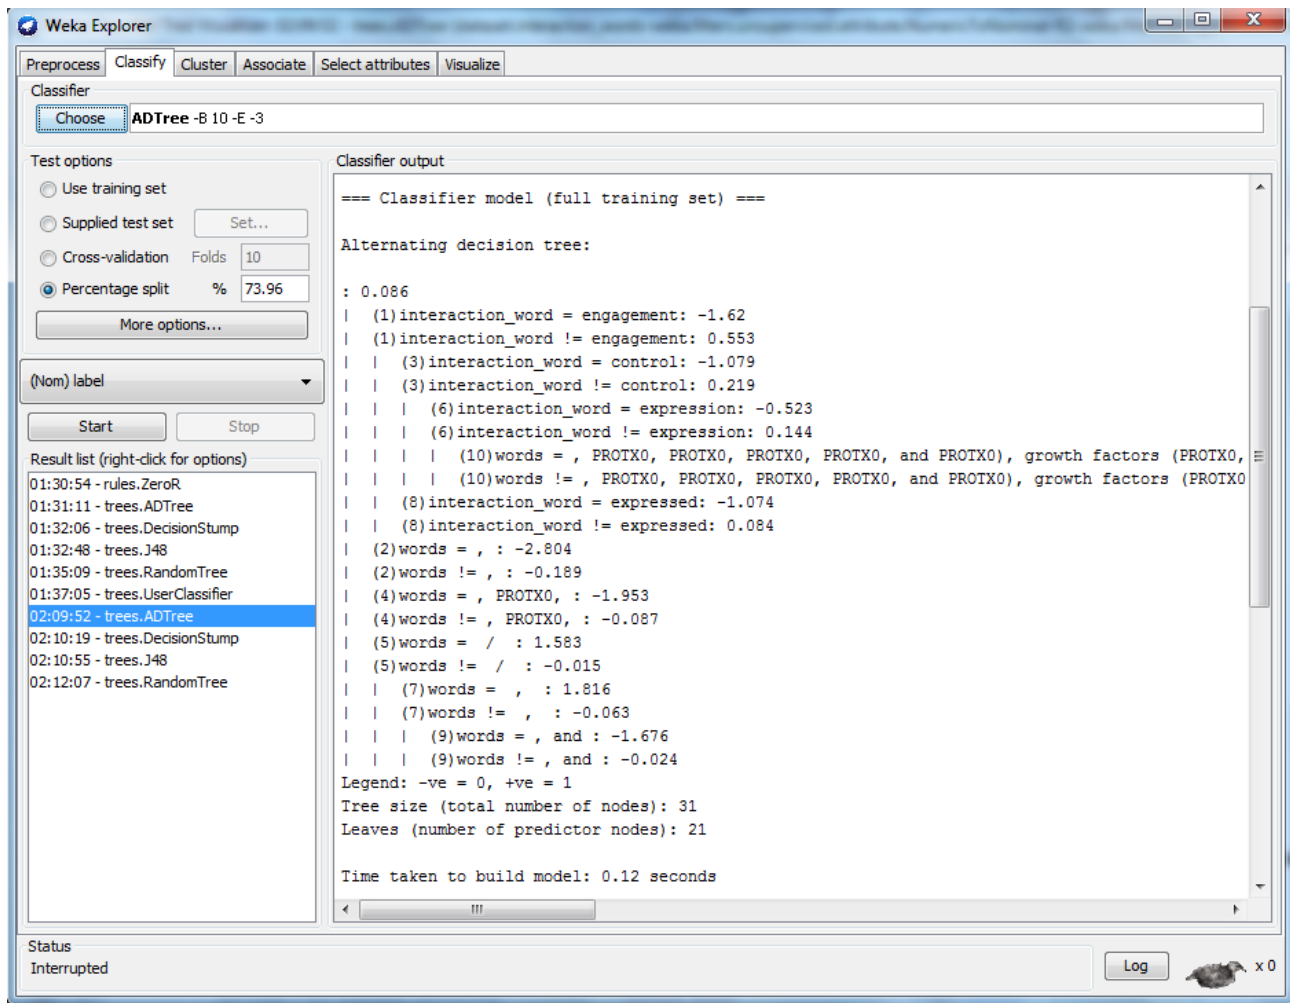 Weka Explorer
Preprocess Classify Cluster Associate Select attributes Visualize
Classifier
Choose ADTree -B 10 -E -3
Test options
Use training set
Supplied test set Set...
Cross-validation Folds 10
Percentage split % 73.96
More options...
(Nom) label
Start Stop
Result list (right-click for options)
01:30:54 - rules.ZeroR
01:31:11 - trees.ADTree
01:32:06 - trees.DecisionStump
01:32:48 - trees.J48
01:35:09 - trees.RandomTree
01:37:05 - trees.UserClassifier
02:09:52 - trees.ADTree
02:10:19 - trees.DecisionStump
02:10:55 - trees.J48
02:12:07 - trees.RandomTree
Classifier output
=== Classifier model (full training set) ===
Alternating decision tree:
: 0.086
| (1)interaction_word = engagement: -1.62
| (1)interaction_word != engagement: 0.553
| | (3)interaction_word = control: -1.079
| | (3)interaction_word != control: 0.219
| | | (6)interaction_word = expression: -0.523
| | | (6)interaction_word != expression: 0.144
| | | | (10)words = , PROTX0, PROTX0, PROTX0, PROTX0, and PROTX0), growth factors (PROTX0,
| | | | (10)words != , PROTX0, PROTX0, PROTX0, PROTX0, and PROTX0), growth factors (PROTX0
| | (8)interaction_word = expressed: -1.074
| | (8)interaction_word != expressed: 0.084
| (2)words = , : -2.804
| (2)words != , : -0.189
| (4)words = , PROTX0, : -1.953
| (4)words != , PROTX0, : -0.087
| (5)words = / : 1.583
| (5)words != / : -0.015
| | (7)words = , : 1.816
| | (7)words != , : -0.063
| | | (9)words = , and : -1.676
| | | (9)words != , and : -0.024
Legend: -ve = 0, +ve = 1
Tree size (total number of nodes): 31
Leaves (number of predictor nodes): 21
Time taken to build model: 0.12 seconds
Status
Interrupted
Log
x 0